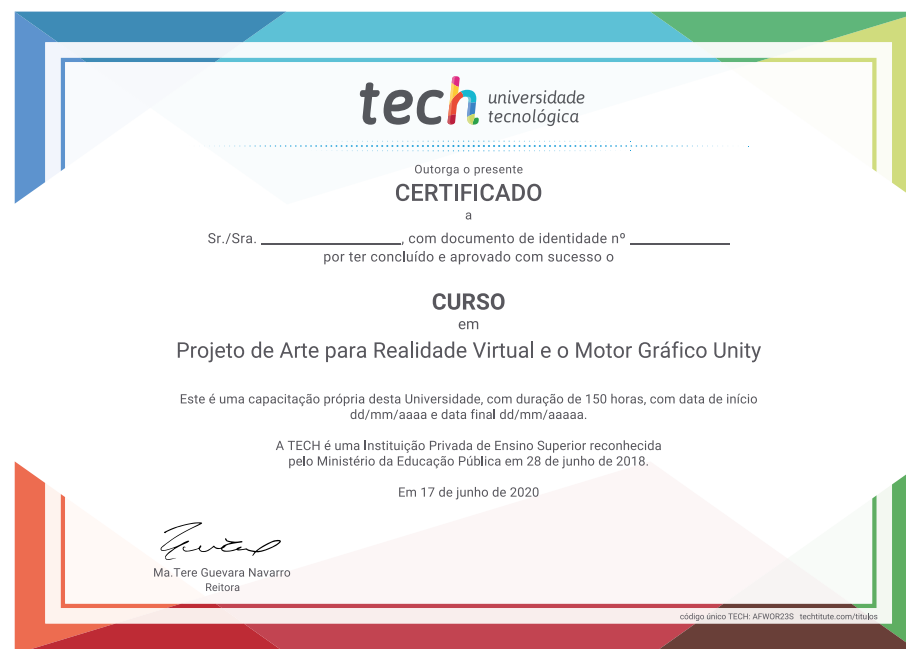 tech universidade
tecnológica
Outorga o presente
CERTIFICADO
a
Sr./Sra. ____________________, com documento de identidade nº ______________
por ter concluído e aprovado com sucesso o
CURSO
em
Projeto de Arte para Realidade Virtual e o Motor Gráfico Unity
Este é uma capacitação própria desta Universidade, com duração de 150 horas, com data de início
dd/mm/aaaa e data final dd/mm/aaaaa.
A TECH é uma Instituição Privada de Ensino Superior reconhecida
pelo Ministério da Educação Pública em 28 de junho de 2018.
Em 17 de junho de 2020
Ma.Tere Guevara Navarro
Reitora
código único TECH: AFWOR23S techtitute.com/titulos